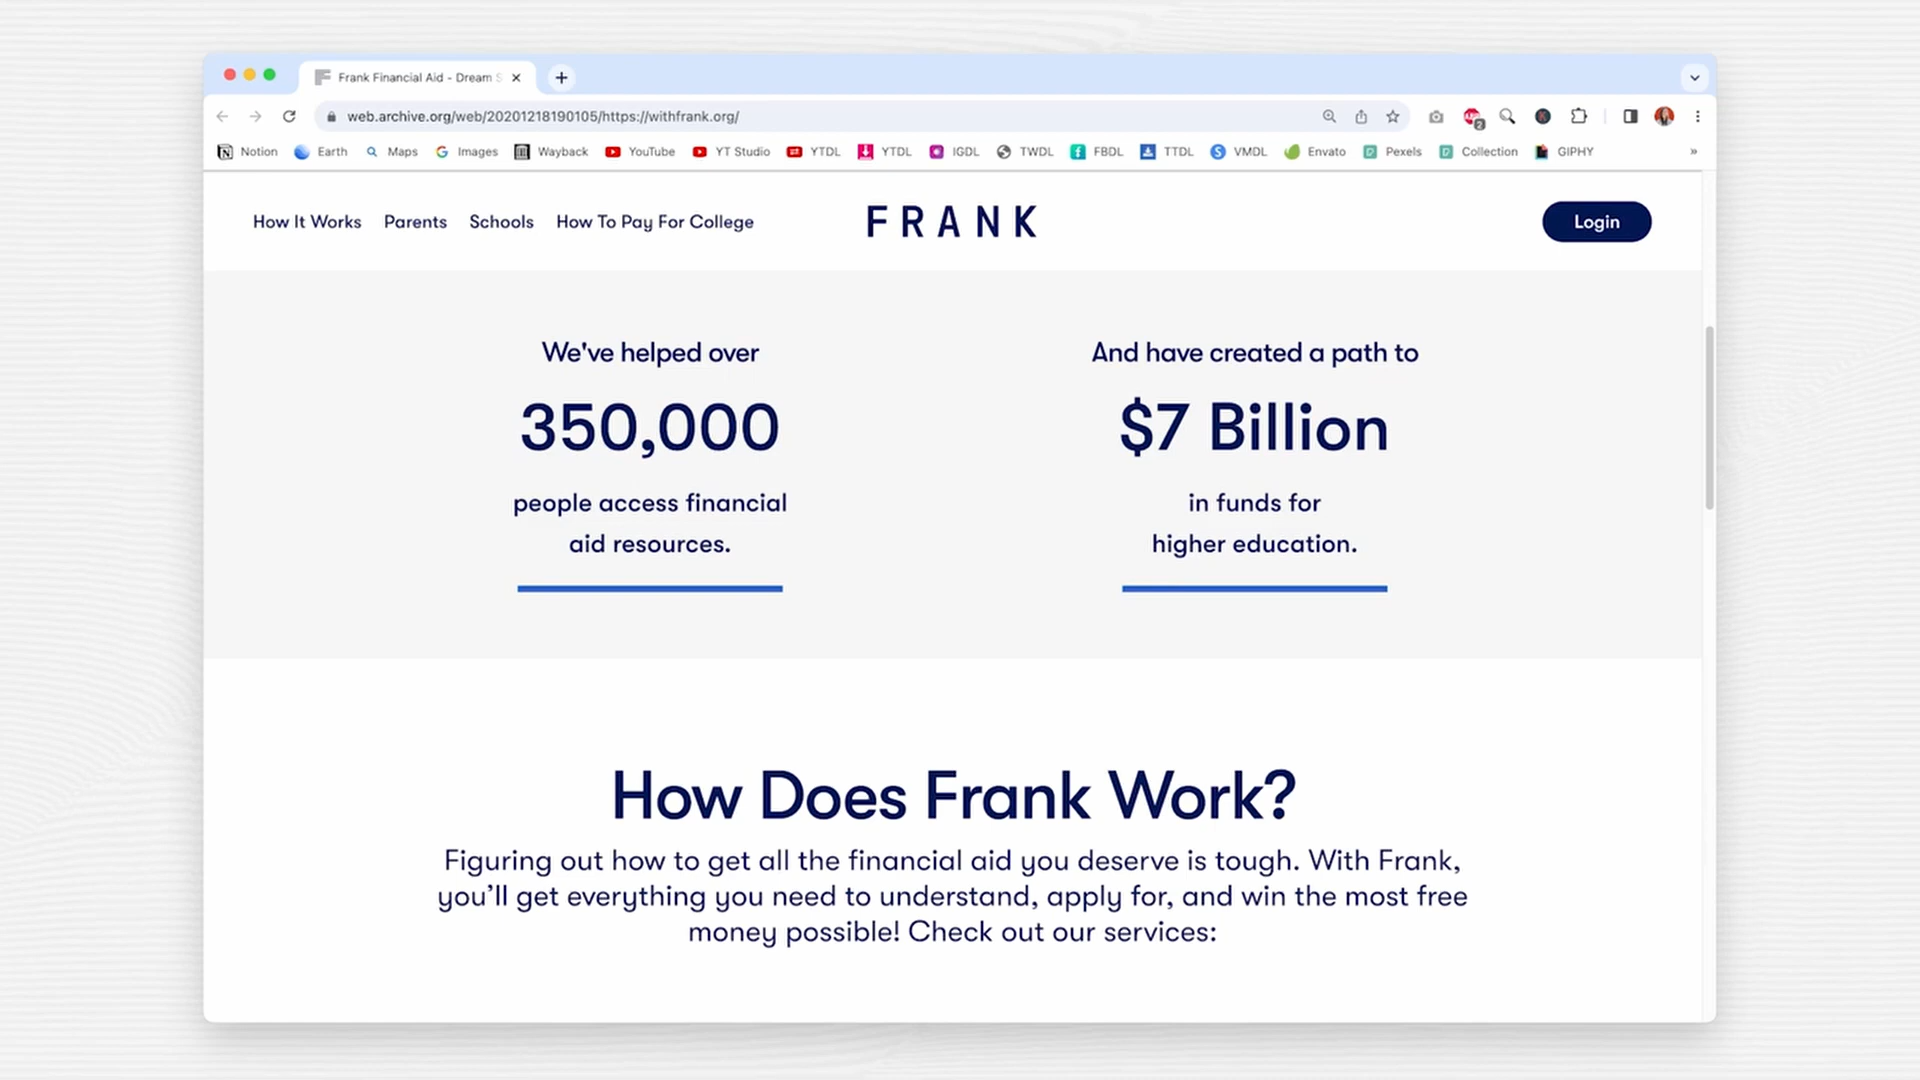 Frank Financial Aid - Dream S
web.archive.org/web/20201218190105/https://withfrank.org/
2
Notion Earth Maps Images Wayback YouTube YT Studio YTDL YTDL IGDL TWDL FBDL TTDL VMDL Envato Pexels Collection GIPHY »
How It Works Parents Schools How To Pay For College FRANK Login
We've helped over
350,000
people access financial
aid resources.
And have created a path to
$7 Billion
in funds for
higher education.
How Does Frank Work?
Figuring out how to get all the financial aid you deserve is tough. With Frank,
you’ll get everything you need to understand, apply for, and win the most free
money possible! Check out our services: